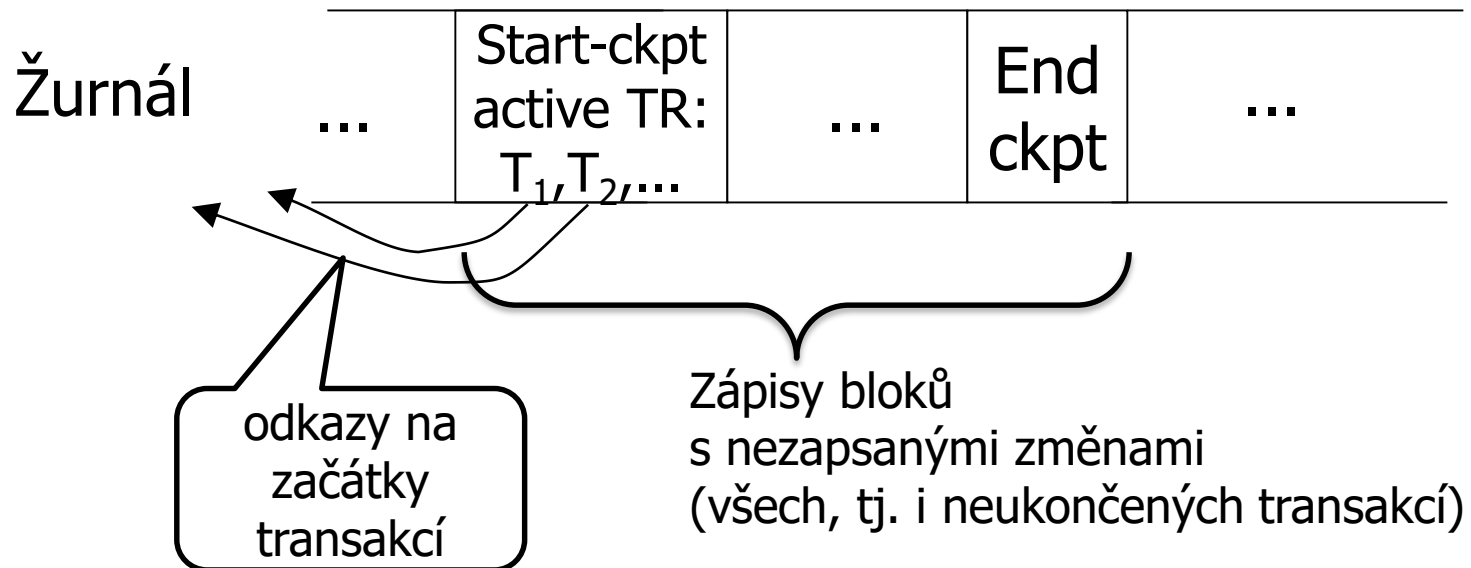 Žurnál
...
Start-ckpt
active TR:
T₁,T₂,...
...
End
ckpt
...
odkazy na
začátky
transakcí
Zápisy bloků
s nezapsanými změnami
(všech, tj. i neukončených transakcí)